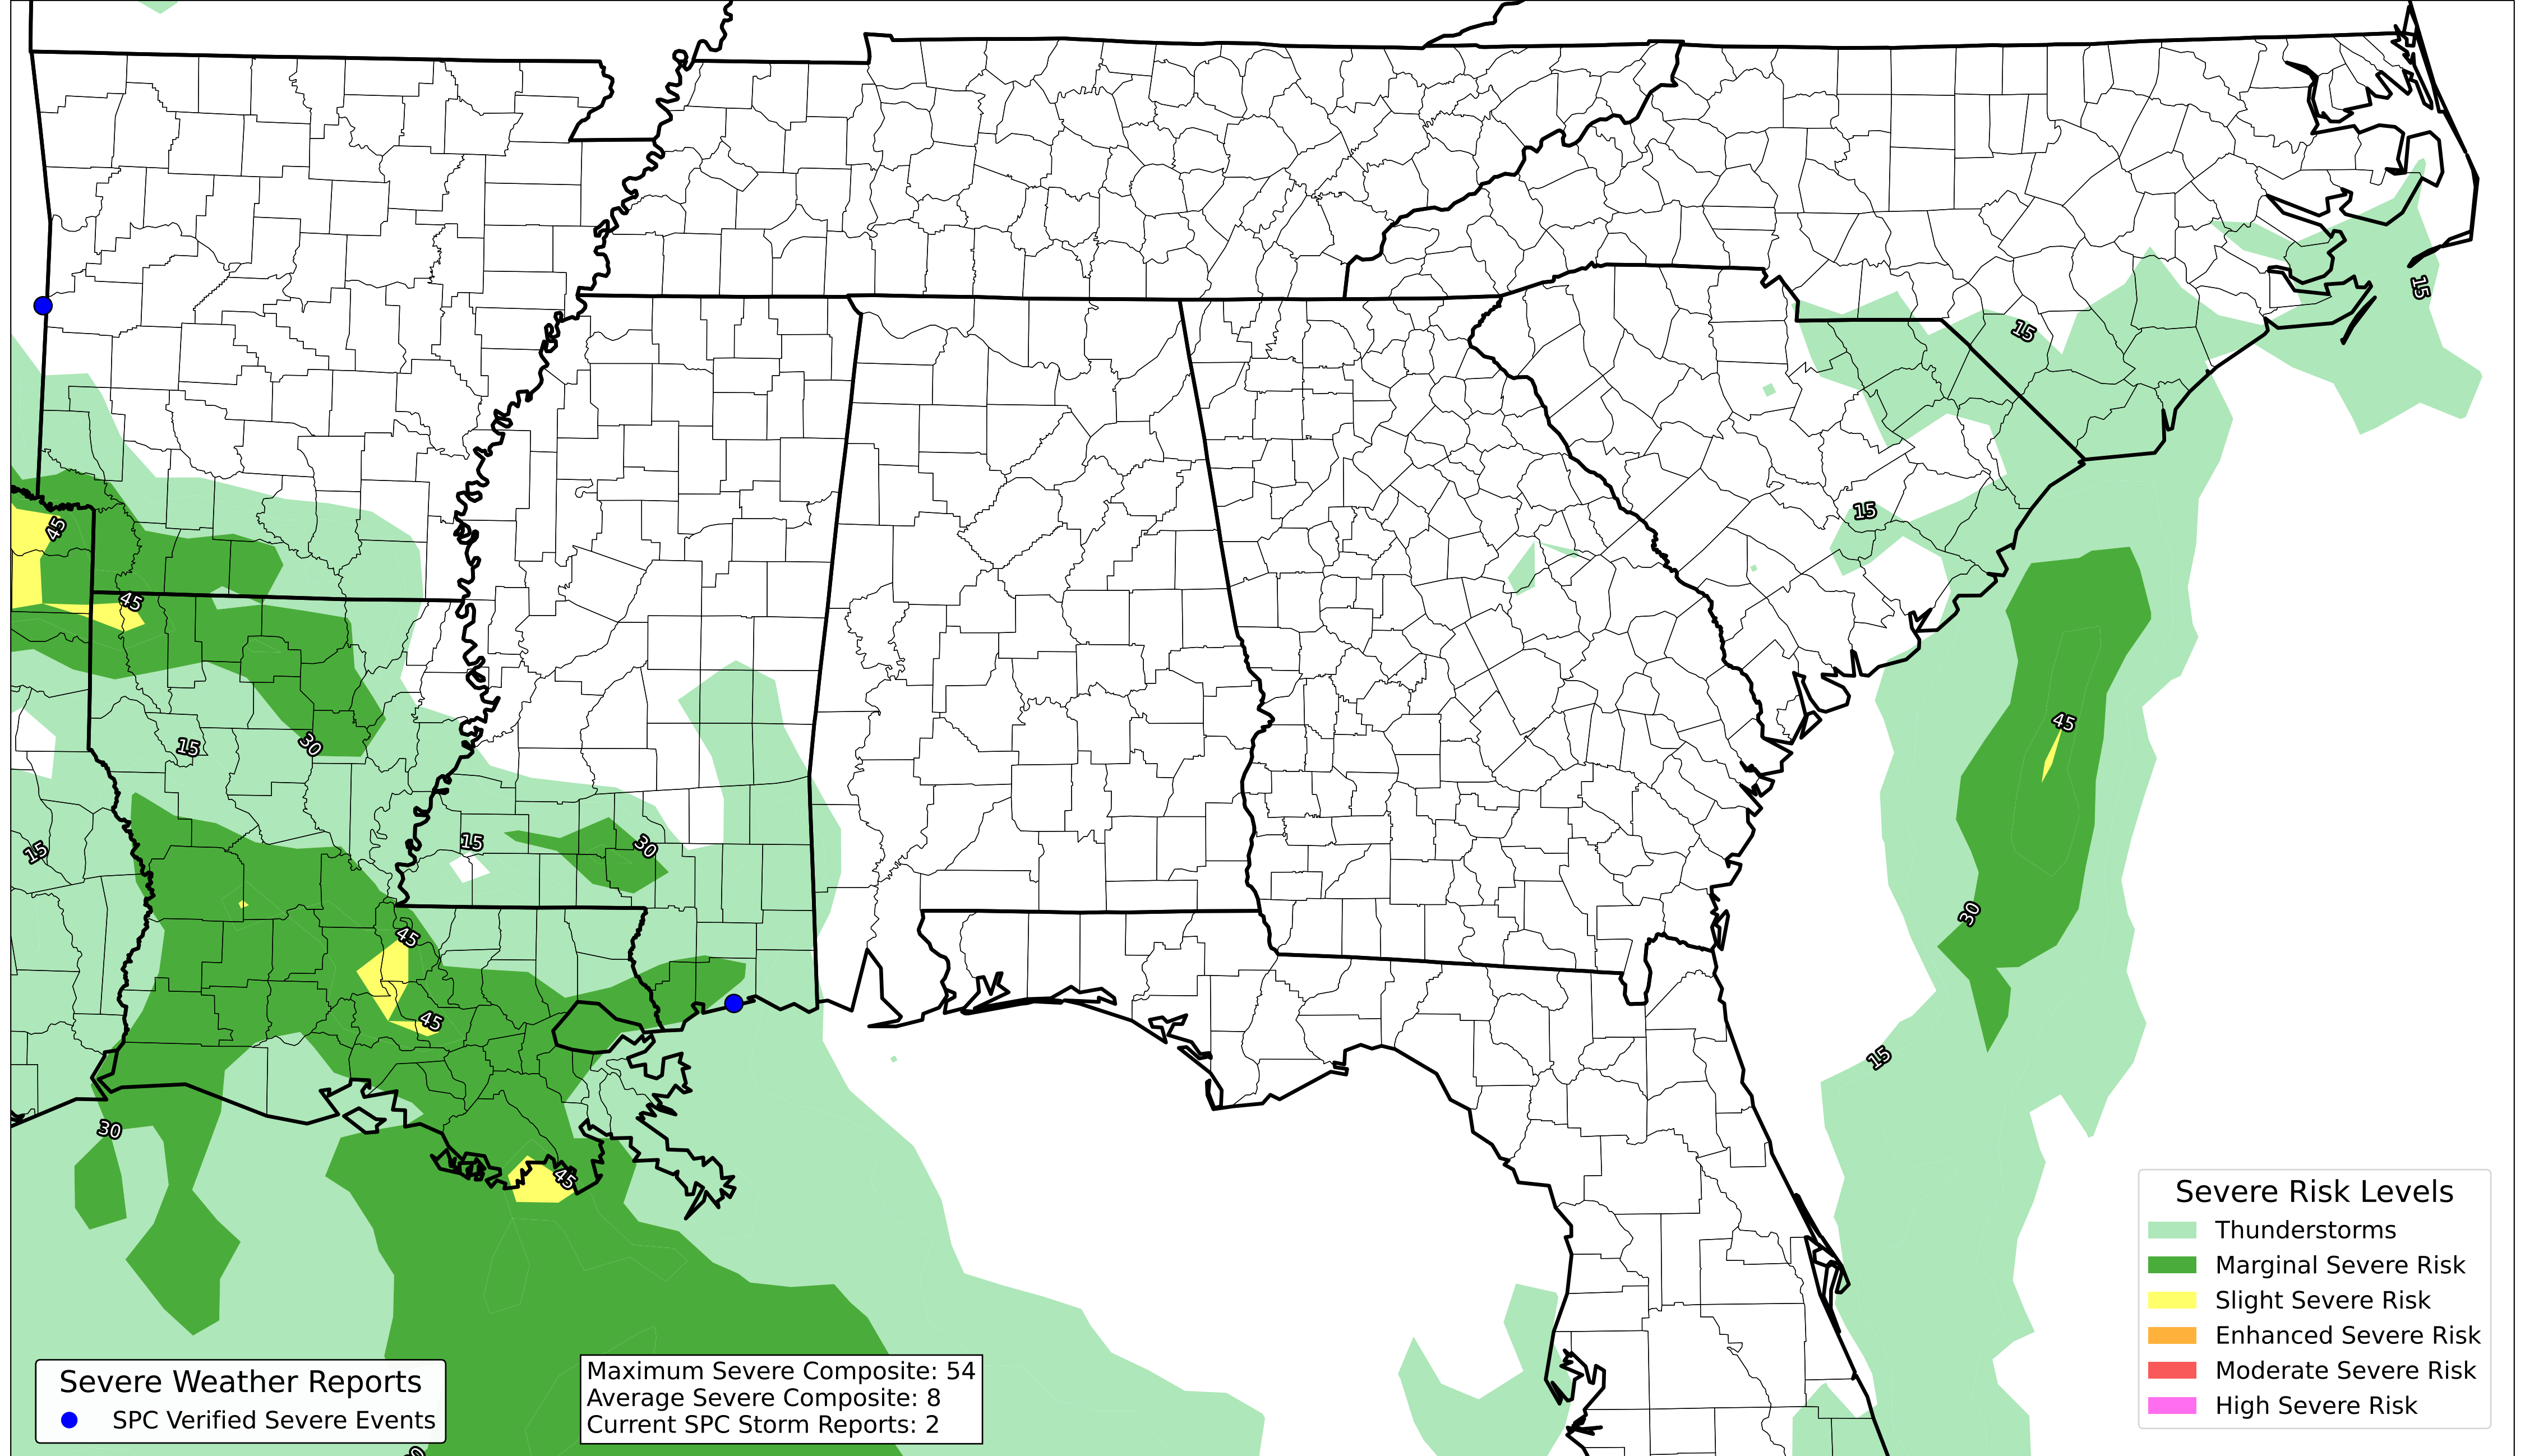 15
15
45
15
45
45
15
30
15
30
15
45
30
45
15
30
45
Severe Risk Levels
Thunderstorms
Marginal Severe Risk
Slight Severe Risk
Enhanced Severe Risk
Moderate Severe Risk
High Severe Risk
Severe Weather Reports
SPC Verified Severe Events
Maximum Severe Composite: 54
Average Severe Composite: 8
Current SPC Storm Reports: 2